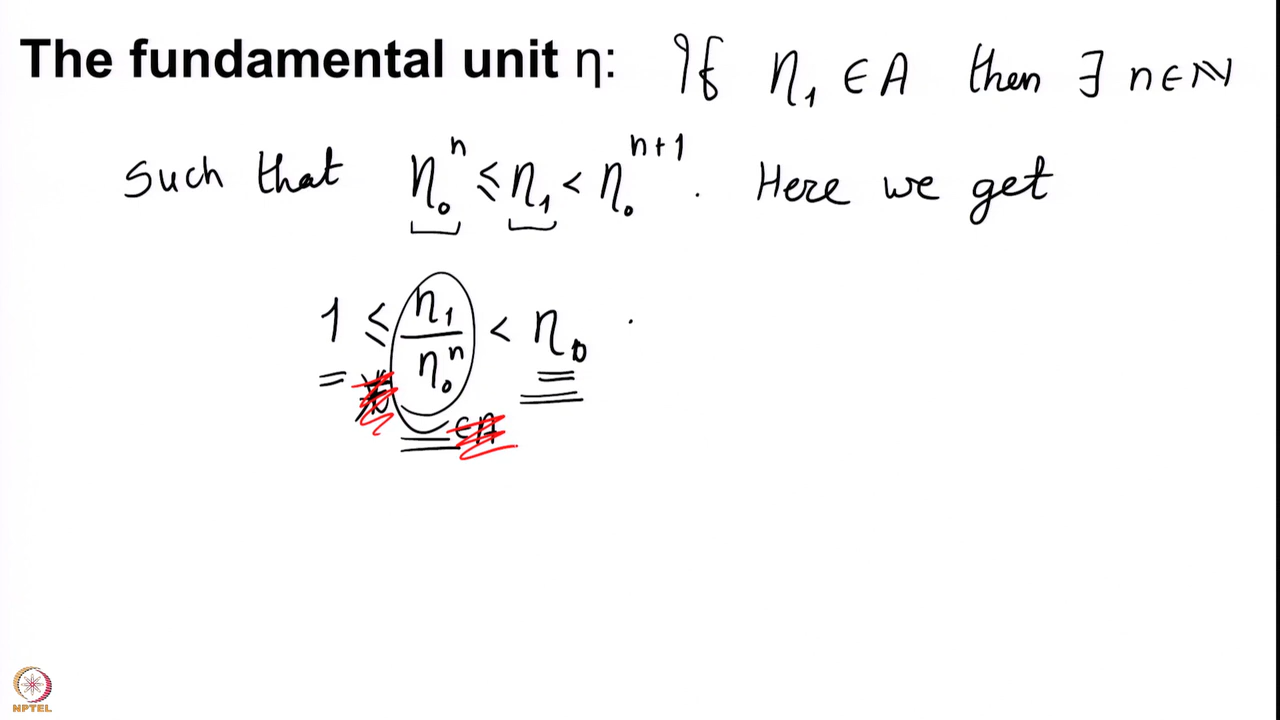 The fundamental unit η: If η₁ ∈ A then ∃ n ∈ ℕ
such that η₀ⁿ ≤ η₁ < η₀ⁿ⁺¹. Here we get
1 ≤ η₁/η₀ⁿ < η₀.
∈ A
NPTEL